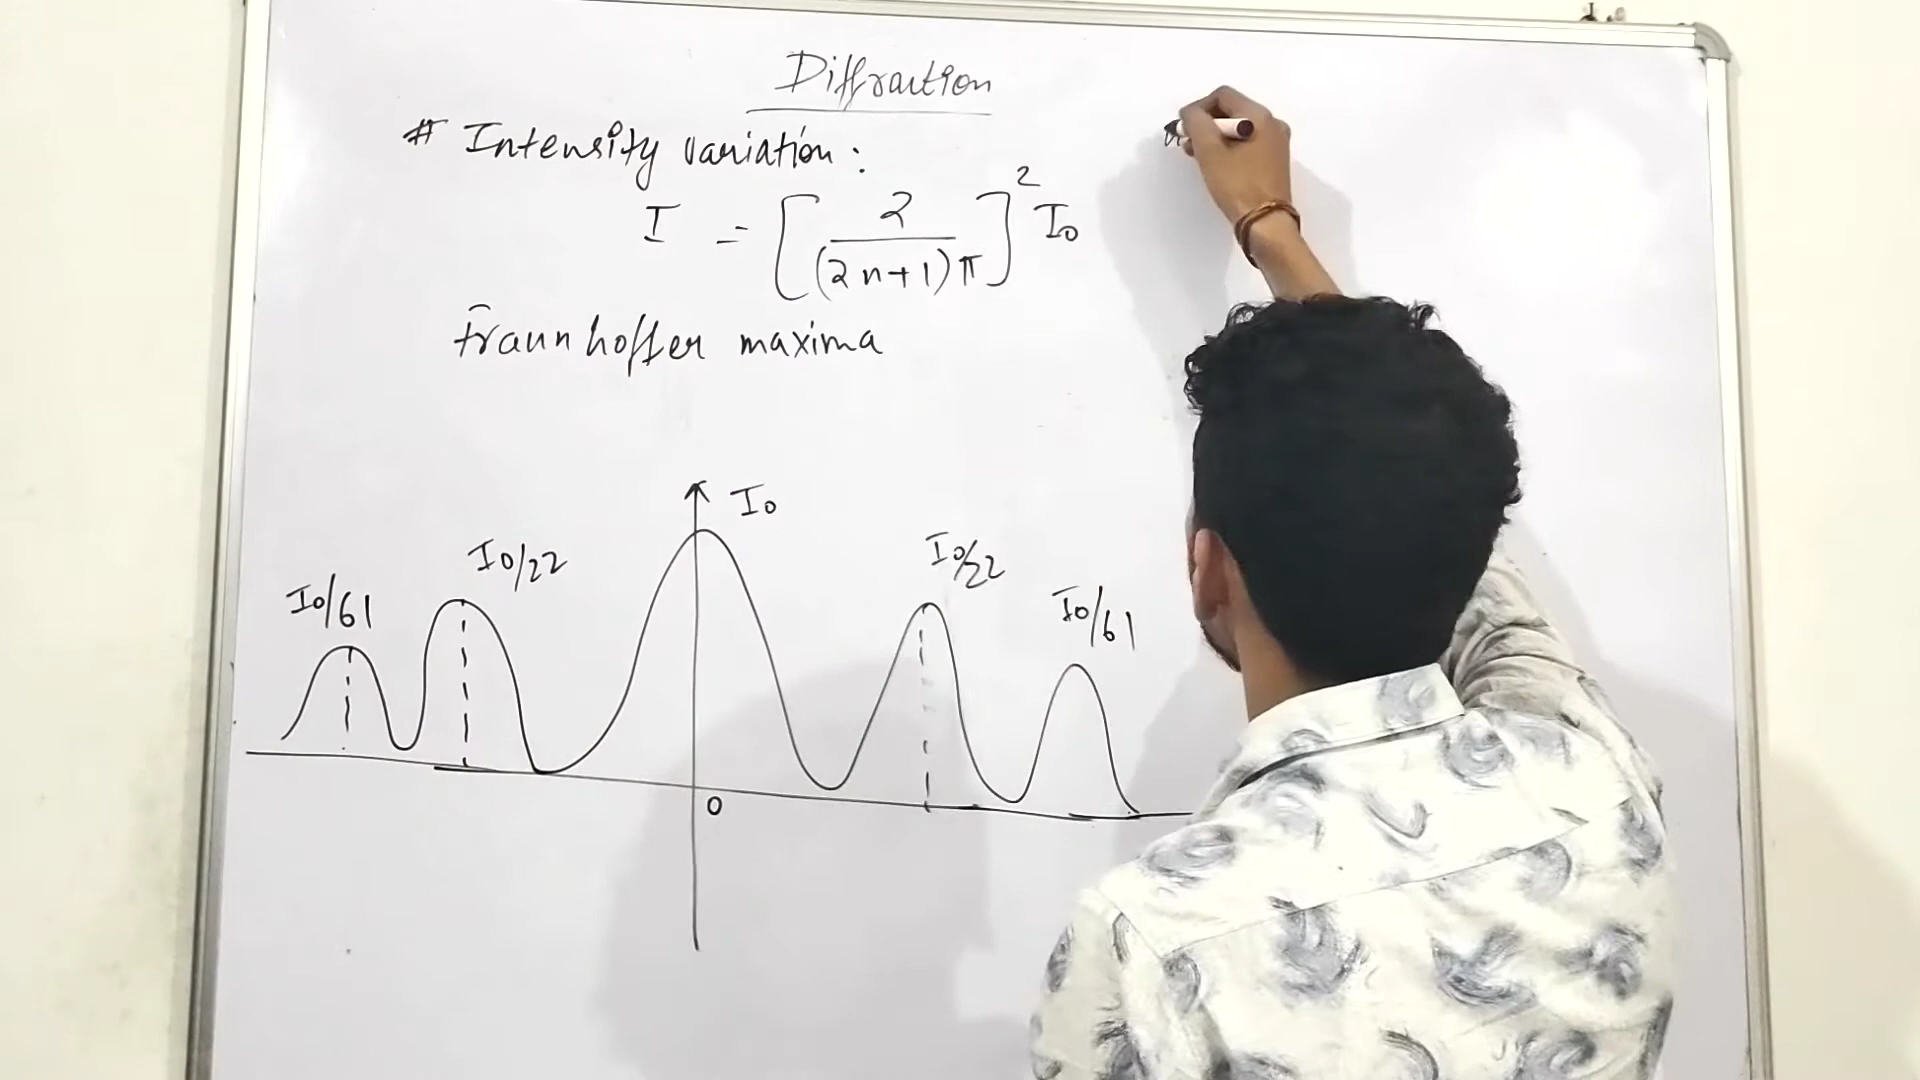 Diffraction
# Intensity variation :
I = [2/(2n+1)π]² I₀
Fraunhoffer maxima
I₀
I₀/22
I₀/22
I₀/61
I₀/61
0